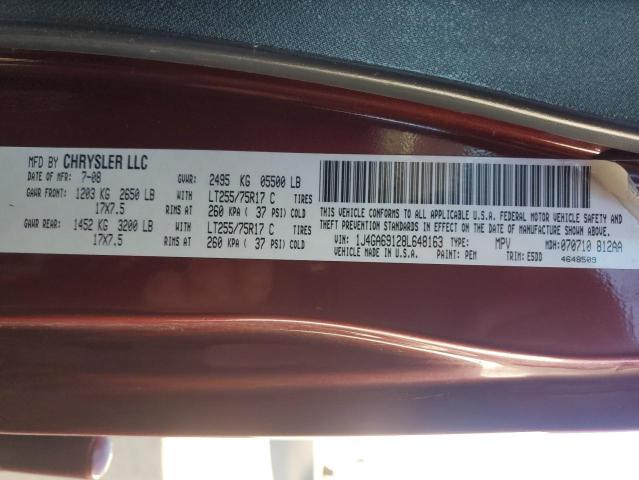 MFD BY CHRYSLER LLC
DATE OF MFR: 7-08 GVWR: 2495 KG 05500 LB
GAWR FRONT: 1203 KG 2650 LB WITH LT255/75R17 C TIRES
17X7.5 RIMS AT 260 KPA ( 37 PSI) COLD
GAWR REAR: 1452 KG 3200 LB WITH LT255/75R17 C TIRES
17X7.5 RIMS AT 260 KPA ( 37 PSI) COLD
THIS VEHICLE CONFORMS TO ALL APPLICABLE U.S.A. FEDERAL MOTOR VEHICLE SAFETY AND
THEFT PREVENTION STANDARDS IN EFFECT ON THE DATE OF MANUFACTURE SHOWN ABOVE.
VIN: 1J4GA69128L648163 TYPE: MPV MDH: 070710 812AA
VEHICLE MADE IN U.S.A. PAINT: PEM TRIM: E5DD 4648509